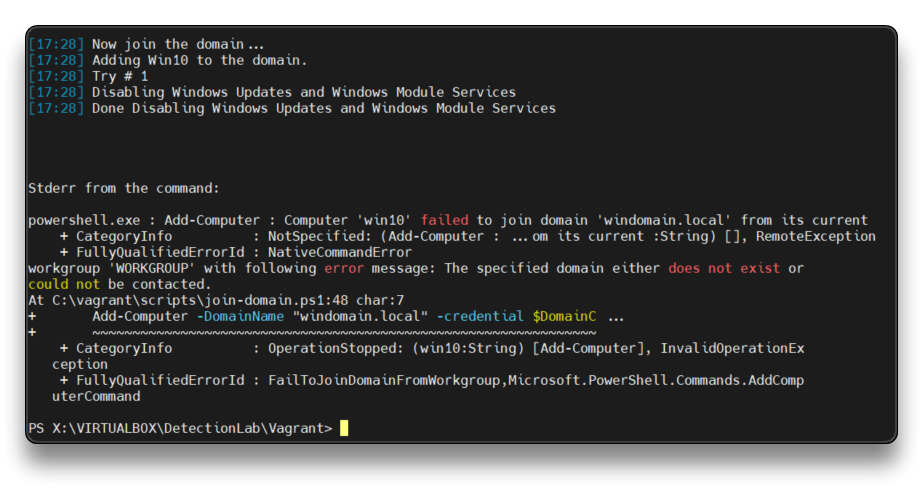 [17:28] Now join the domain...
[17:28] Adding Win10 to the domain.
[17:28] Try # 1
[17:28] Disabling Windows Updates and Windows Module Services
[17:28] Done Disabling Windows Updates and Windows Module Services
Stderr from the command:
powershell.exe : Add-Computer : Computer 'win10' failed to join domain 'windomain.local' from its current
    + CategoryInfo          : NotSpecified: (Add-Computer : ...om its current :String) [], RemoteException
    + FullyQualifiedErrorId : NativeCommandError
workgroup 'WORKGROUP' with following error message: The specified domain either does not exist or
could not be contacted.
At C:\vagrant\scripts\join-domain.ps1:48 char:7
+       Add-Computer -DomainName "windomain.local" -credential $DomainC ...
+       ~~~~~~~~~~~~~~~~~~~~~~~~~~~~~~~~~~~~~~~~~~~~~~~~~~~~~~~~~~~~~~~
    + CategoryInfo          : OperationStopped: (win10:String) [Add-Computer], InvalidOperationEx
   ception
    + FullyQualifiedErrorId : FailToJoinDomainFromWorkgroup,Microsoft.PowerShell.Commands.AddComp
   uterCommand
PS X:\VIRTUALBOX\DetectionLab\Vagrant>